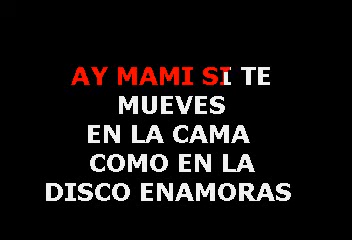 AY MAMI SI TE
MUEVES
EN LA CAMA
COMO EN LA
DISCO ENAMORAS